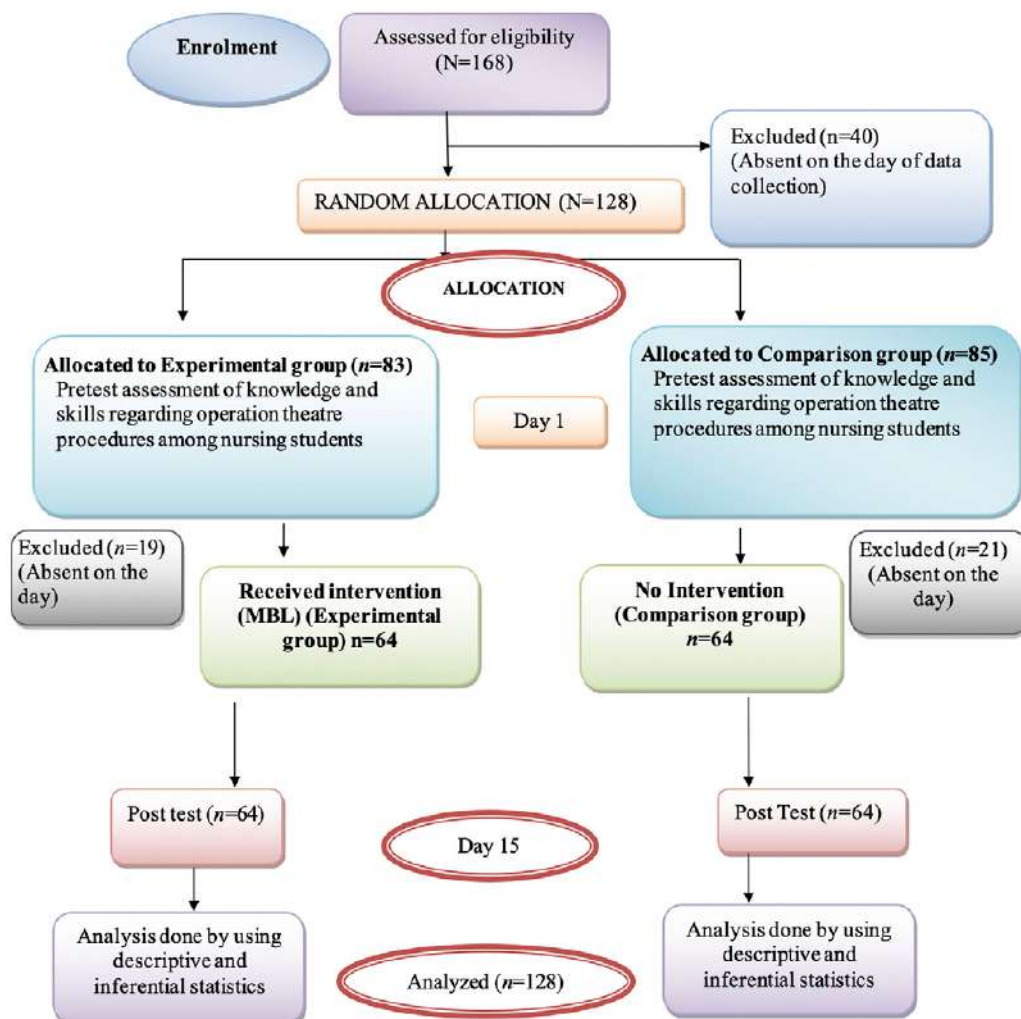 Enrolment
Assessed for eligibility
(N=168)
Excluded (n=40)
(Absent on the day of data
collection)
RANDOM ALLOCATION (N=128)
ALLOCATION
Allocated to Experimental group (n=83)
Pretest assessment of knowledge and
skills regarding operation theatre
procedures among nursing students
Allocated to Comparison group (n=85)
Pretest assessment of knowledge and
skills regarding operation theatre
procedures among nursing students
Day 1
Excluded (n=19)
(Absent on the
day)
Received intervention
(MBL) (Experimental
group) n=64
No Intervention
(Comparison group)
n=64
Excluded (n=21)
(Absent on the
day)
Post test (n=64)
Post Test (n=64)
Day 15
Analysis done by using
descriptive and
inferential statistics
Analyzed (n=128)
Analysis done by using
descriptive and
inferential statistics